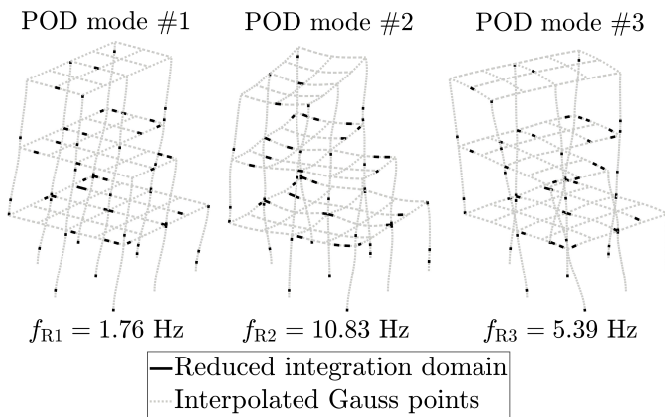 POD mode #1 POD mode #2 POD mode #3
f_R1 = 1.76 Hz f_R2 = 10.83 Hz f_R3 = 5.39 Hz
Reduced integration domain
Interpolated Gauss points